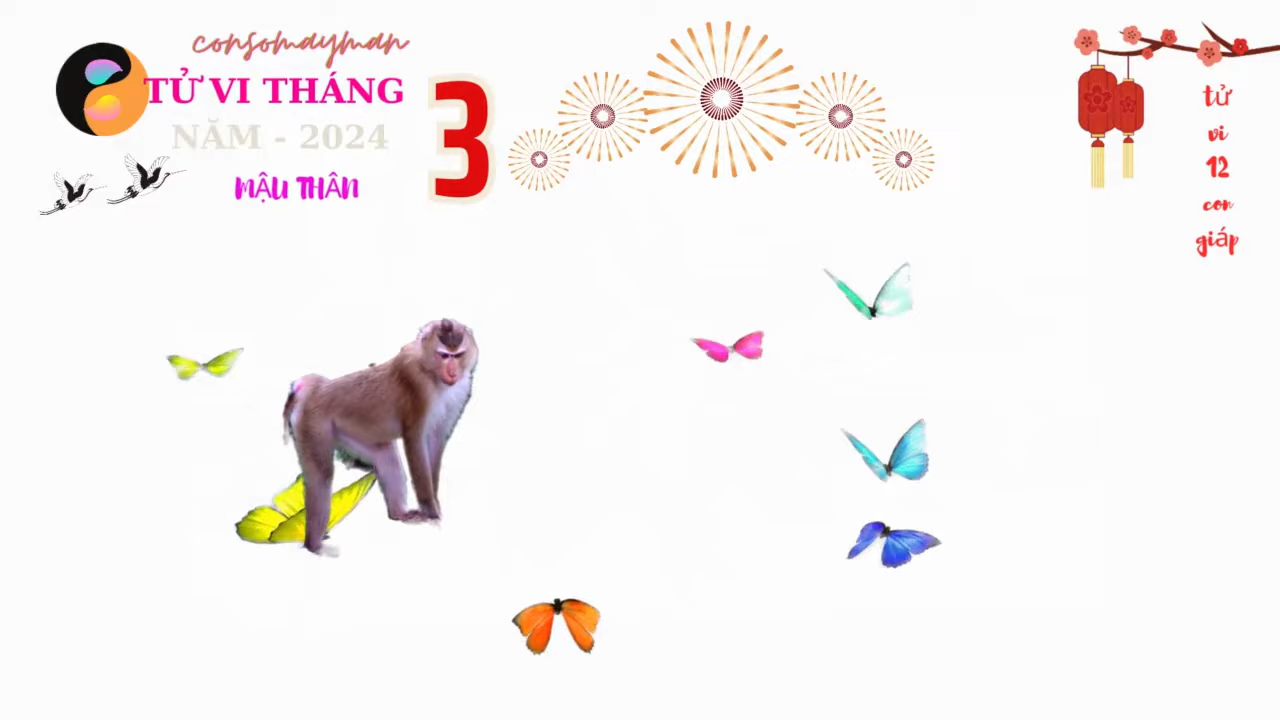 consomayman
TỬ VI THÁNG
3
NĂM - 2024
MẬU THÂN
tử
vi
12
con
giáp